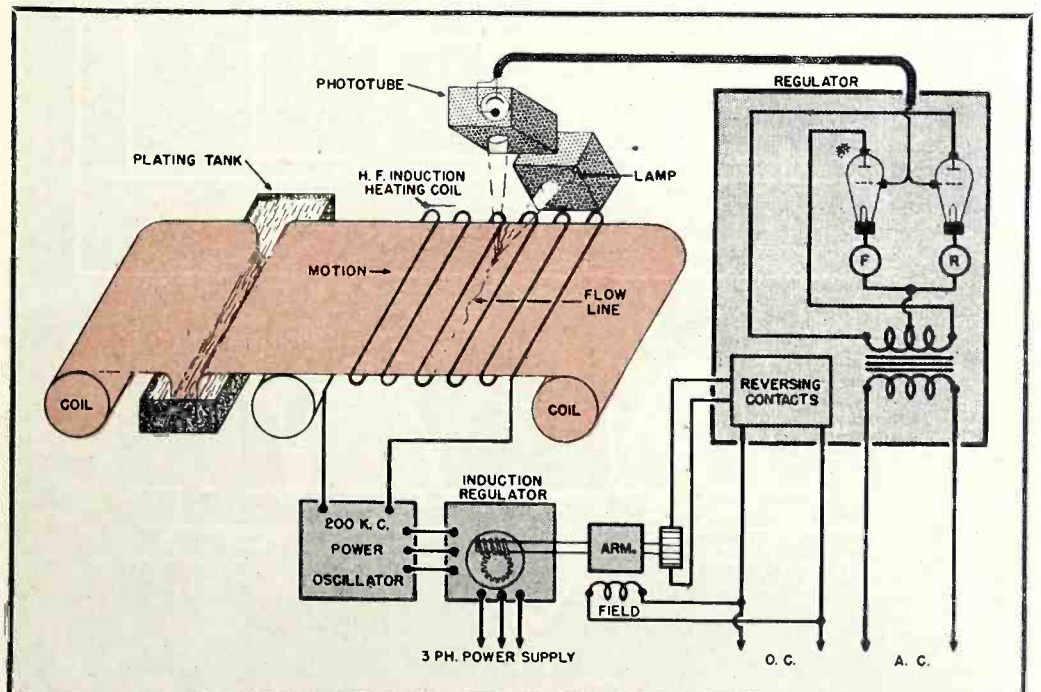 PHOTOTUBE
REGULATOR
PLATING TANK
H. F. INDUCTION
HEATING COIL
LAMP
MOTION
FLOW
LINE
F
R
COIL
COIL
REVERSING
CONTACTS
INDUCTION
REGULATOR
200 K. C.
POWER
OSCILLATOR
ARM.
FIELD
3 PH. POWER SUPPLY
O. C.
A. C.